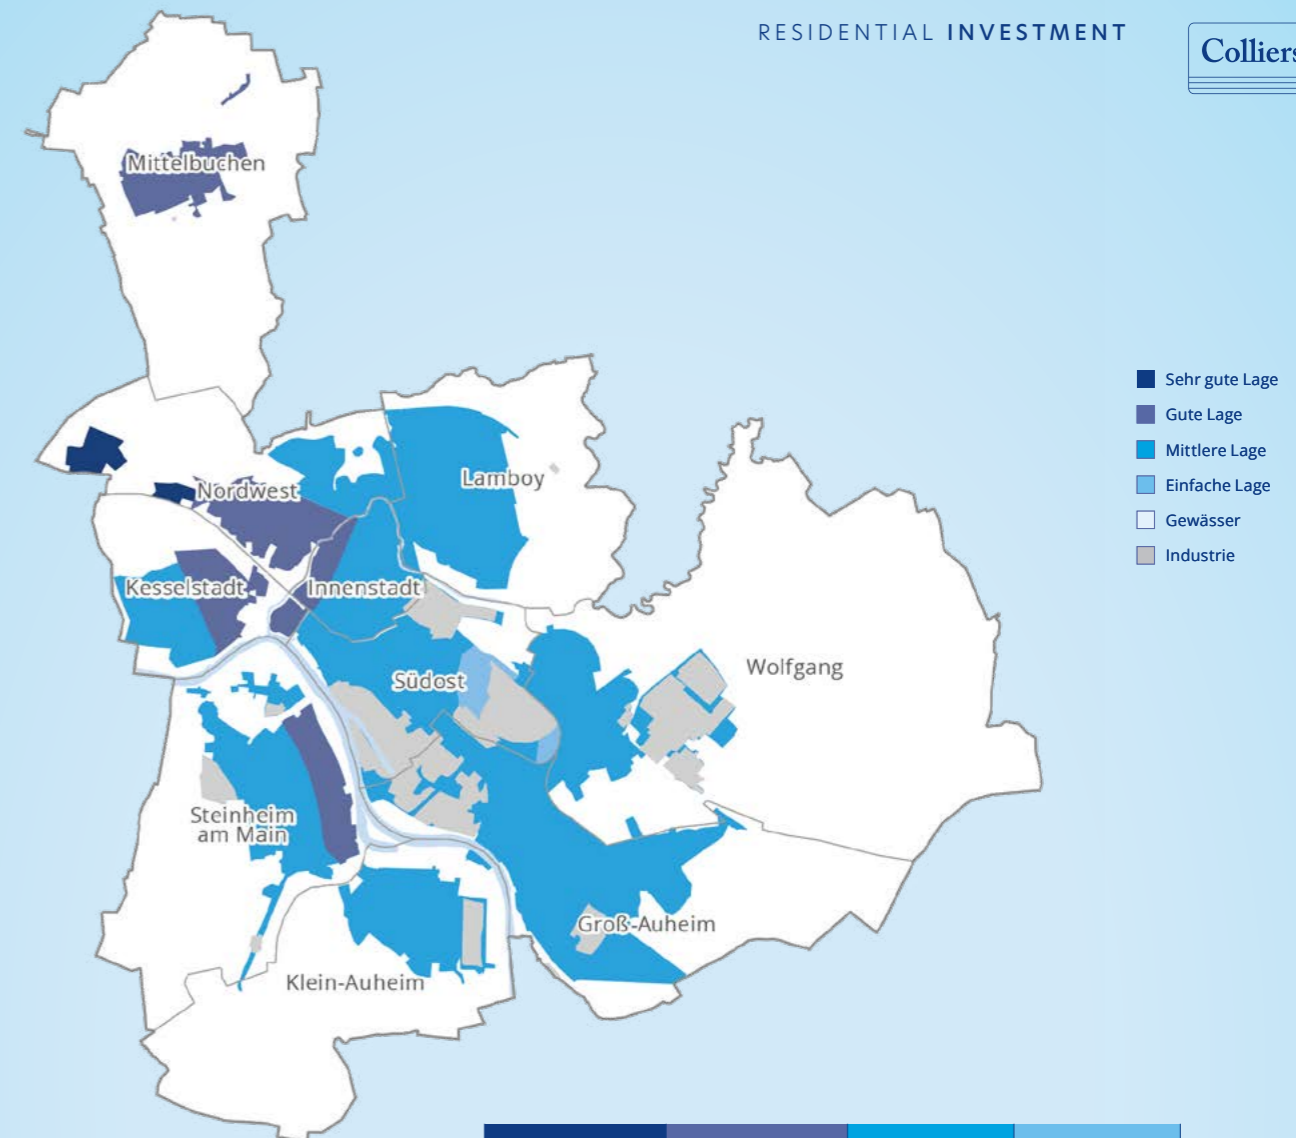 RESIDENTIAL INVESTMENT
Colliers
Mittelbuchen
Sehr gute Lage
Gute Lage
Mittlere Lage
Einfache Lage
Gewässer
Industrie
Lamboy
Nordwest
Kesselstadt
Innenstadt
Wolfgang
Südost
Steinheim
am Main
Groß-Auheim
Klein-Auheim